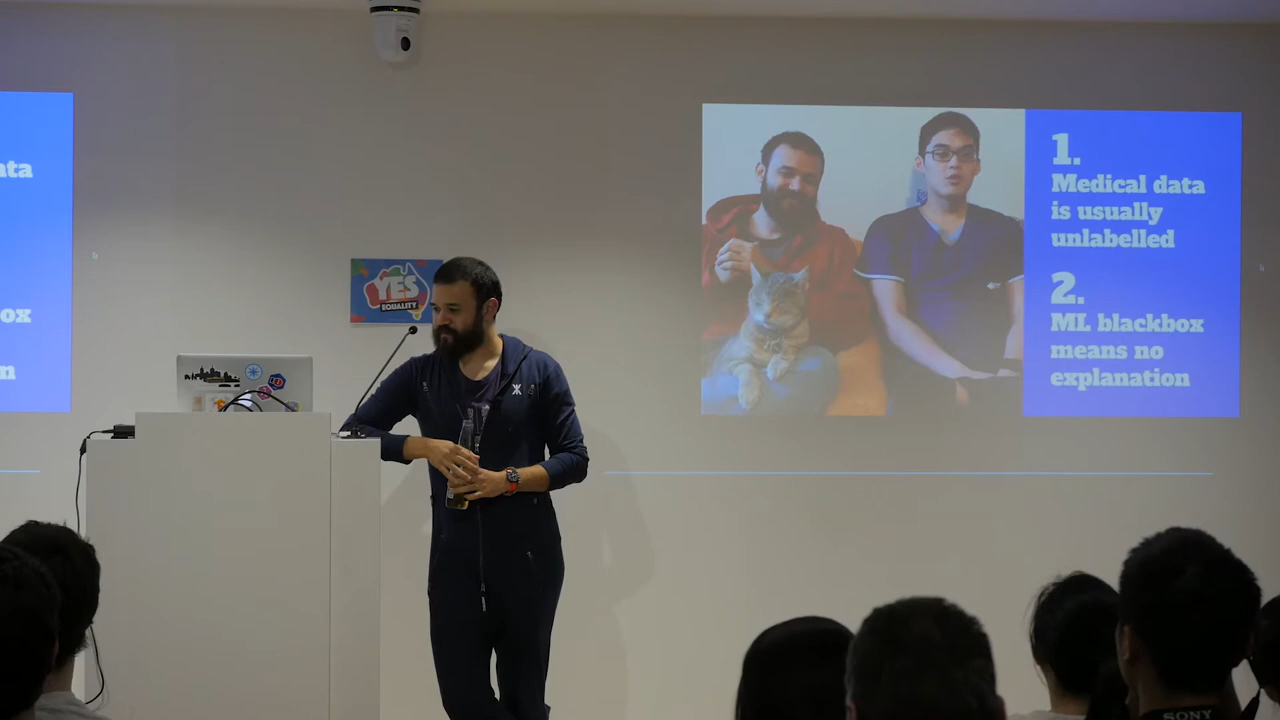 ata
ox
n
YES
EQUALITY
1.
Medical data
is usually
unlabelled
2.
ML blackbox
means no
explanation
SONY